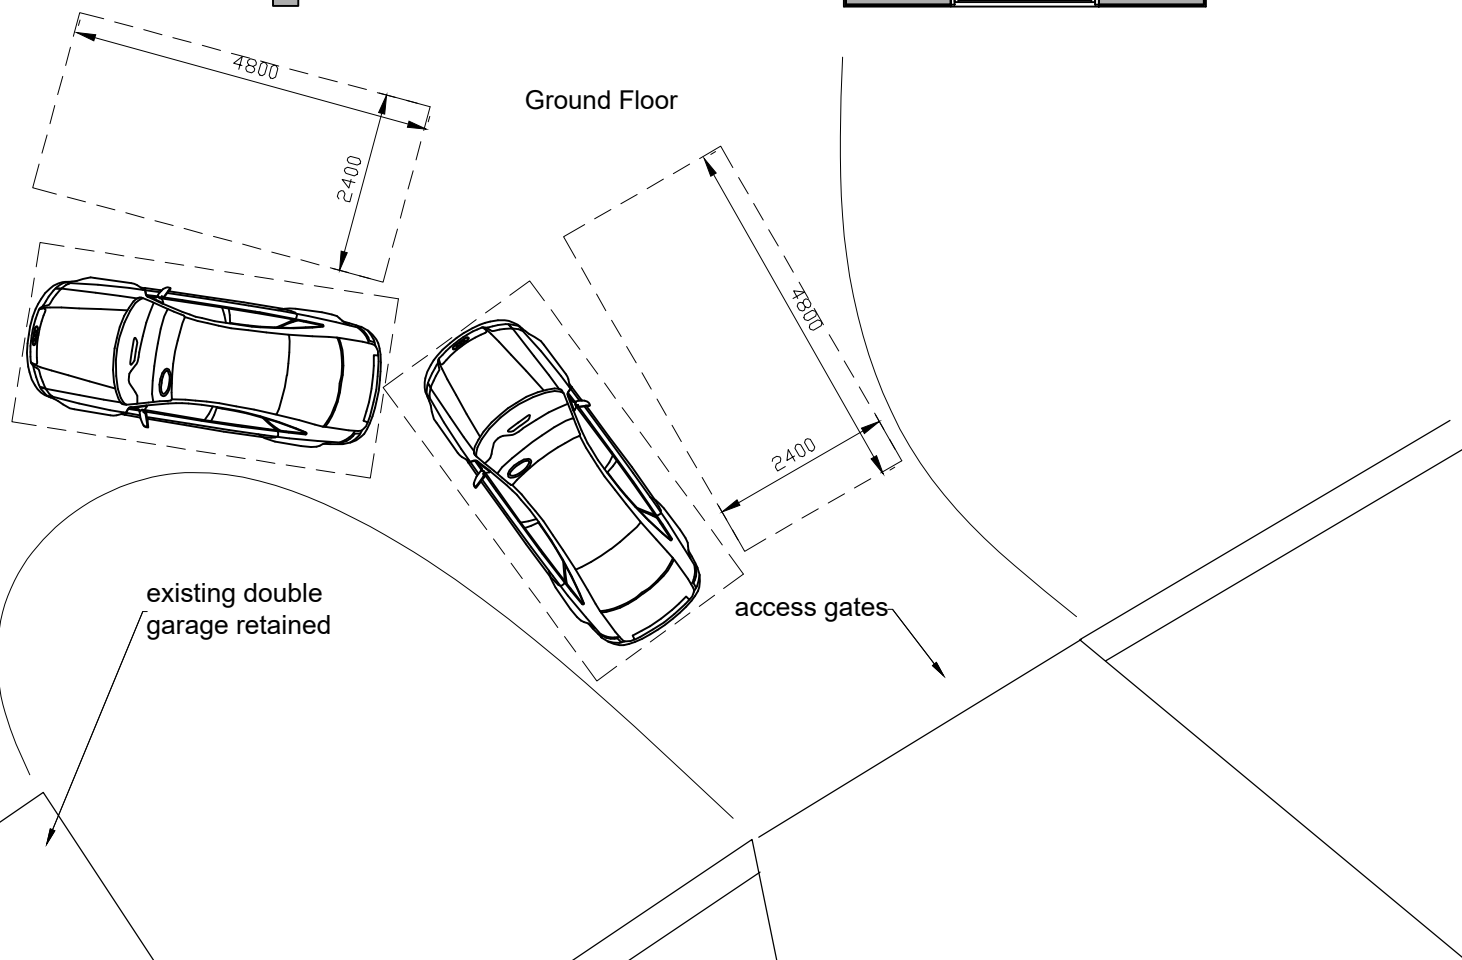 4800
Ground Floor
2400
4800
2400
existing double
garage retained
access gates